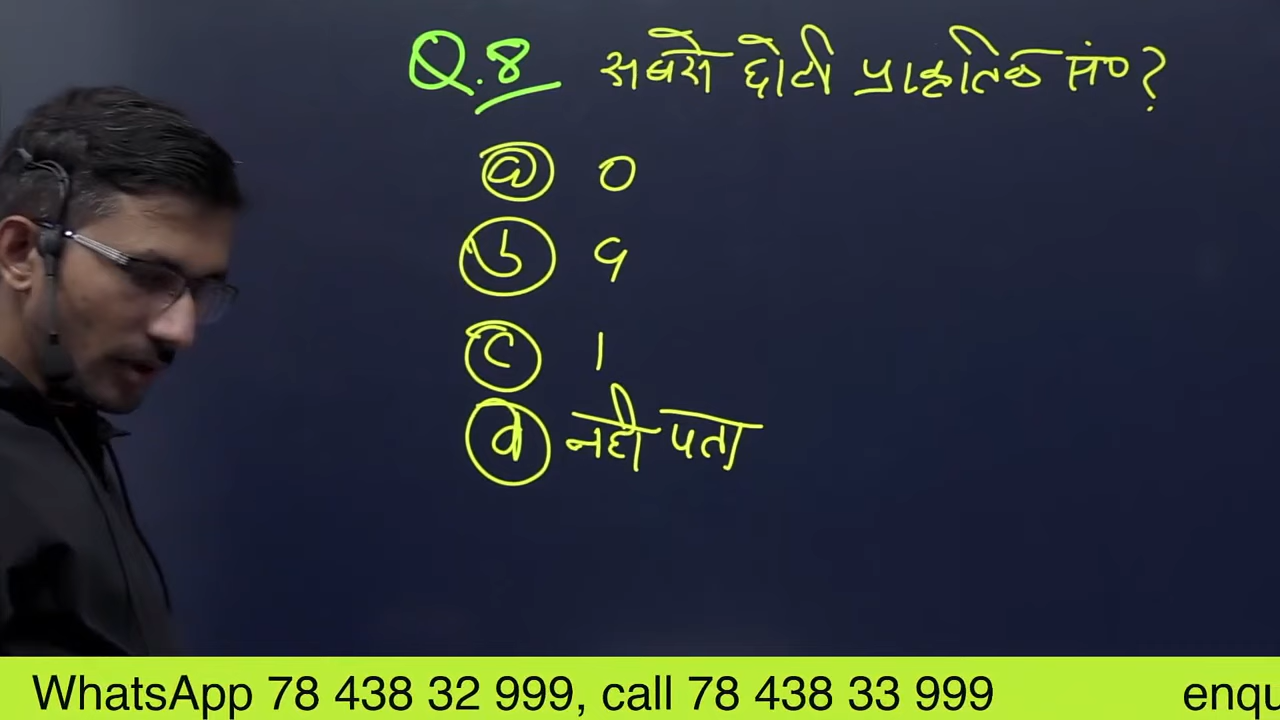 Q.8 सबसे छोटी प्राकृतिक सं० ?
(a) 0
(b) 9
(c) 1
(d) नही पता
WhatsApp 78 438 32 999, call 78 438 33 999 enqu